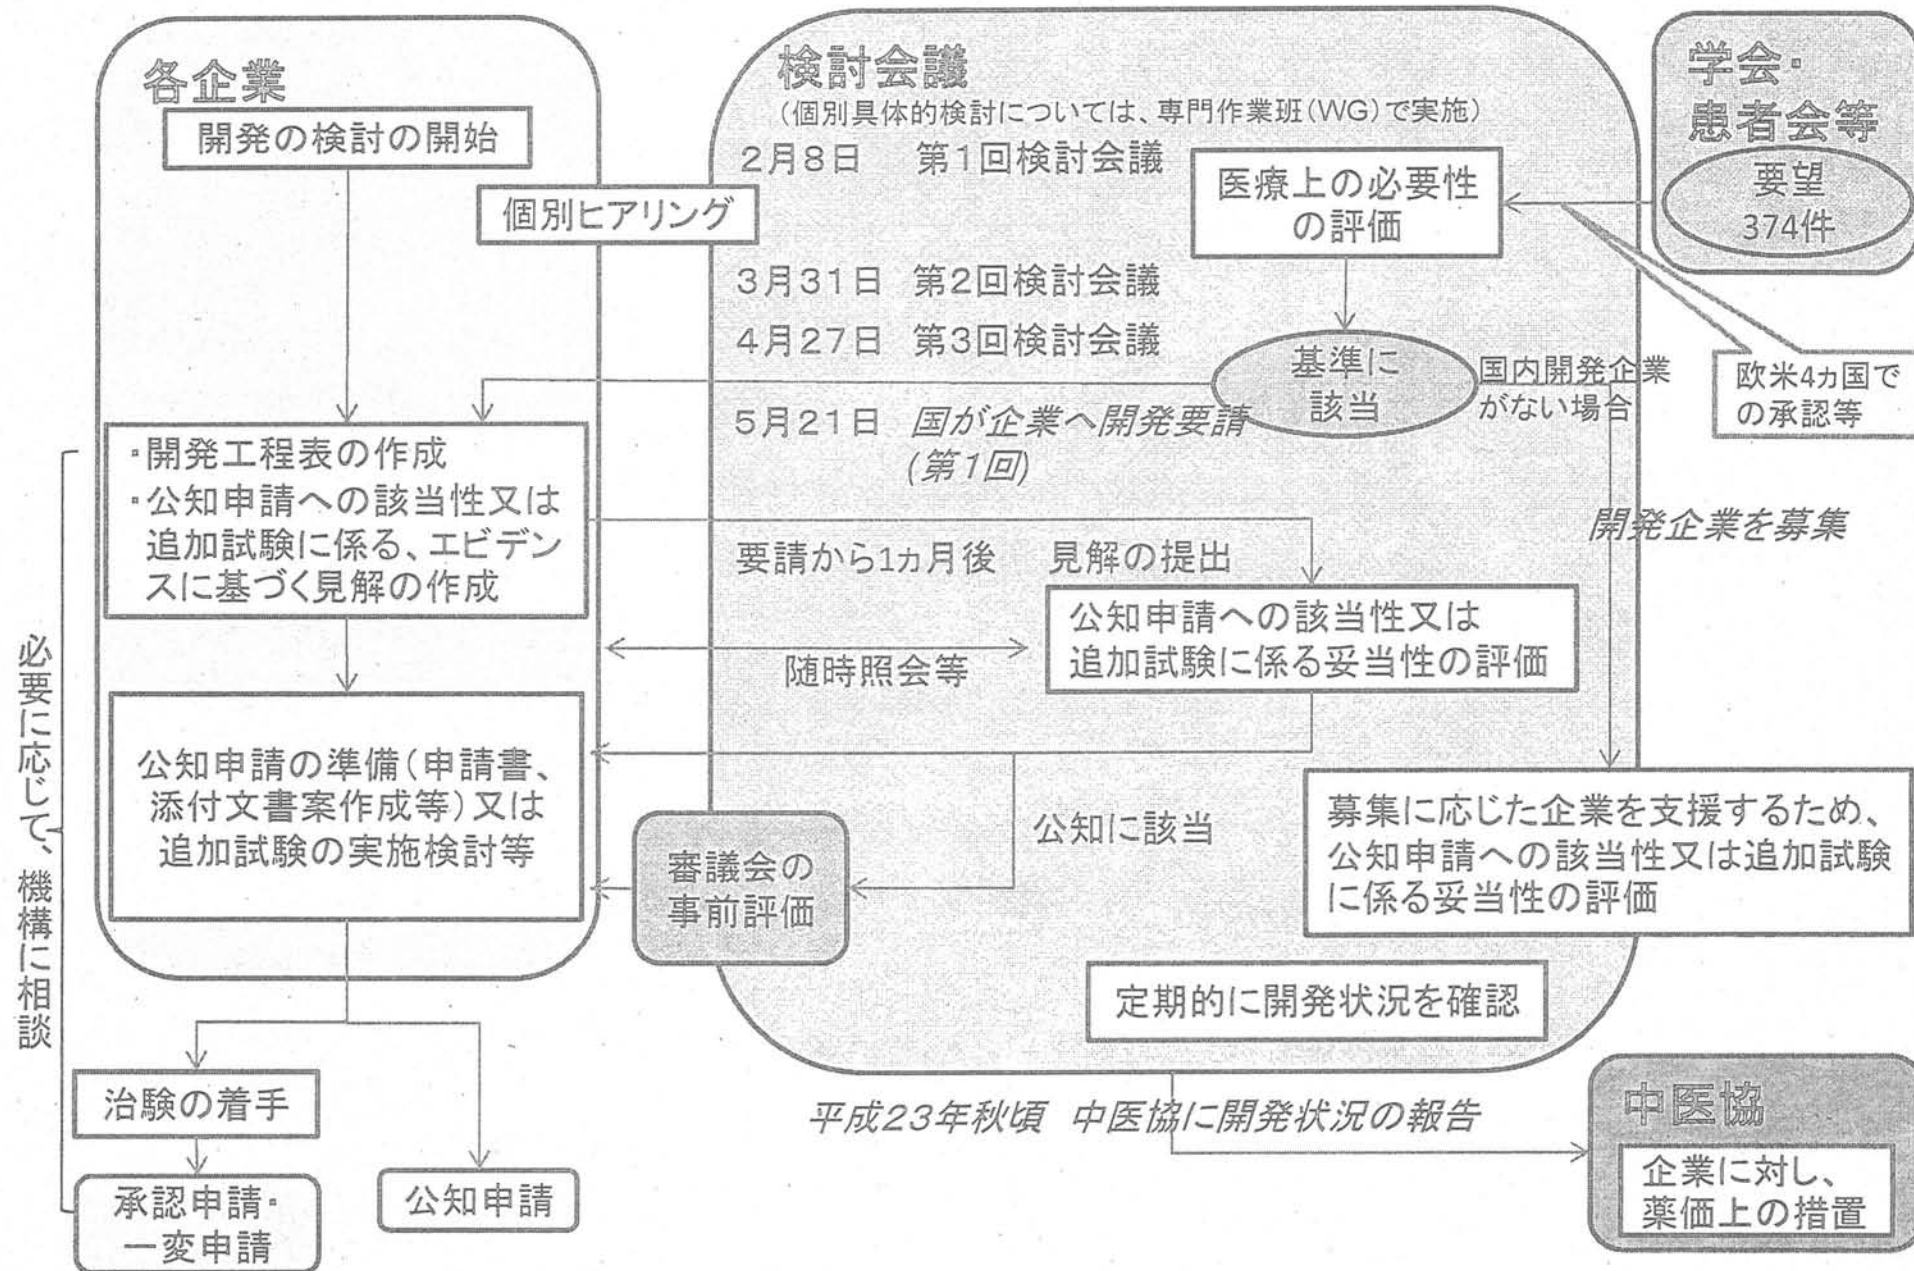 各企業
開発の検討の開始
個別ヒアリング
・開発工程表の作成
・公知申請への該当性又は
追加試験に係る、エビデン
スに基づく見解の作成
公知申請の準備(申請書、
添付文書案作成等)又は
追加試験の実施検討等
必要に応じて、機構に相談
治験の着手
承認申請・
一変申請
公知申請
検討会議
(個別具体的検討については、専門作業班(WG)で実施)
2月8日 第1回検討会議
医療上の必要性
の評価
3月31日 第2回検討会議
4月27日 第3回検討会議
基準に
該当
国内開発企業
がない場合
5月21日 国が企業へ開発要請
(第1回)
開発企業を募集
要請から1ヵ月後 見解の提出
公知申請への該当性又は
追加試験に係る妥当性の評価
随時照会等
公知に該当
審議会の
事前評価
募集に応じた企業を支援するため、
公知申請への該当性又は追加試験
に係る妥当性の評価
定期的に開発状況を確認
学会・
患者会等
要望
374件
欧米4ヵ国で
の承認等
平成23年秋頃 中医協に開発状況の報告
中医協
企業に対し、
薬価上の措置